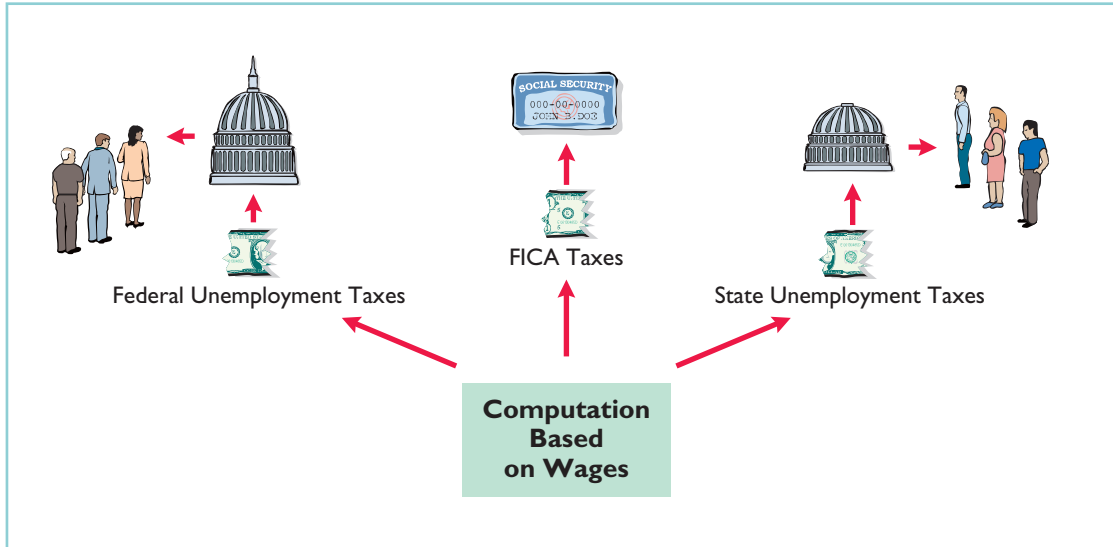 SOCIAL SECURITY
000-00-0000
JOHN B.DOE
FICA Taxes
Federal Unemployment Taxes
State Unemployment Taxes
Computation
Based
on Wages